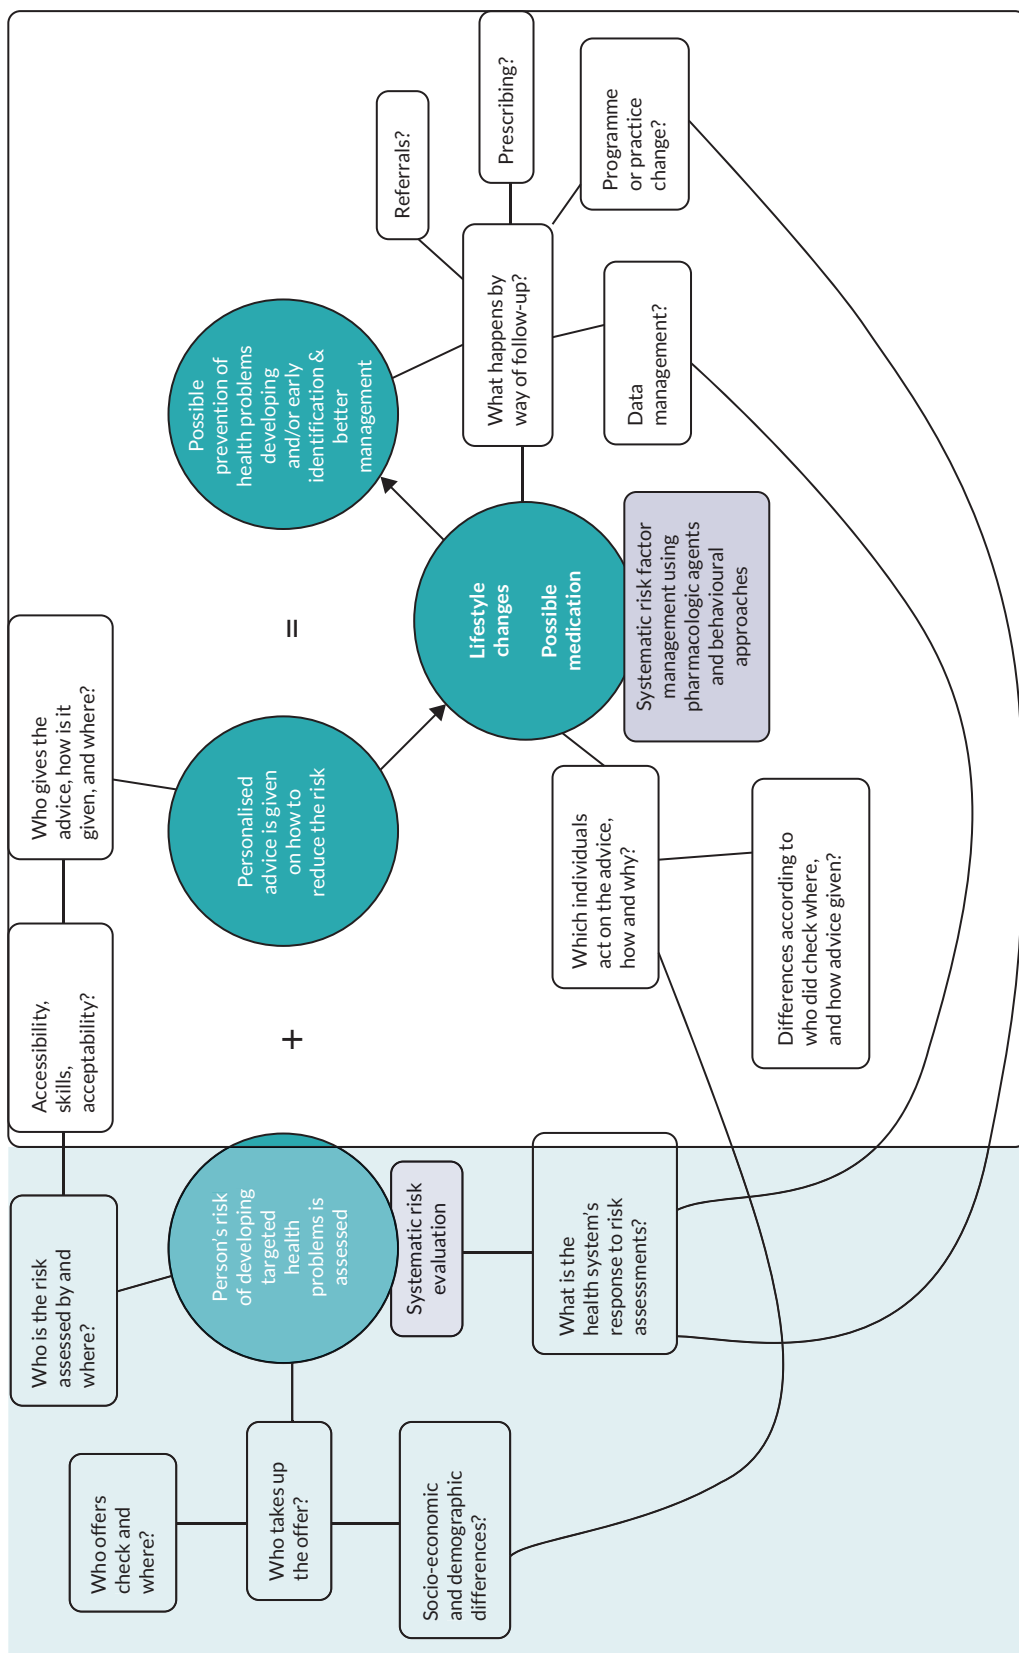 Who offers
check and
where?
Who takes up
the offer?
Socio-economic
and demographic
differences?
Who is the risk
assessed by and
where?
Person's risk
of developing
targeted
health
problems is
assessed
Systematic risk
evaluation
What is the
health system's
response to risk
assessments?
Accessibility,
skills,
acceptability?
+
Who gives the
advice, how is it
given, and where?
Personalised
advice is given
on how to
reduce the risk
Which individuals
act on the advice,
how and why?
Differences according to
who did check where,
and how advice given?
=
Lifestyle
changes
Possible
medication
Systematic risk factor
management using
pharmacologic agents
and behavioural
approaches
Possible
prevention of
health problems
developing
and/or early
identification &
better
management
What happens by
way of follow-up?
Referrals?
Prescribing?
Programme
or practice
change?
Data
management?